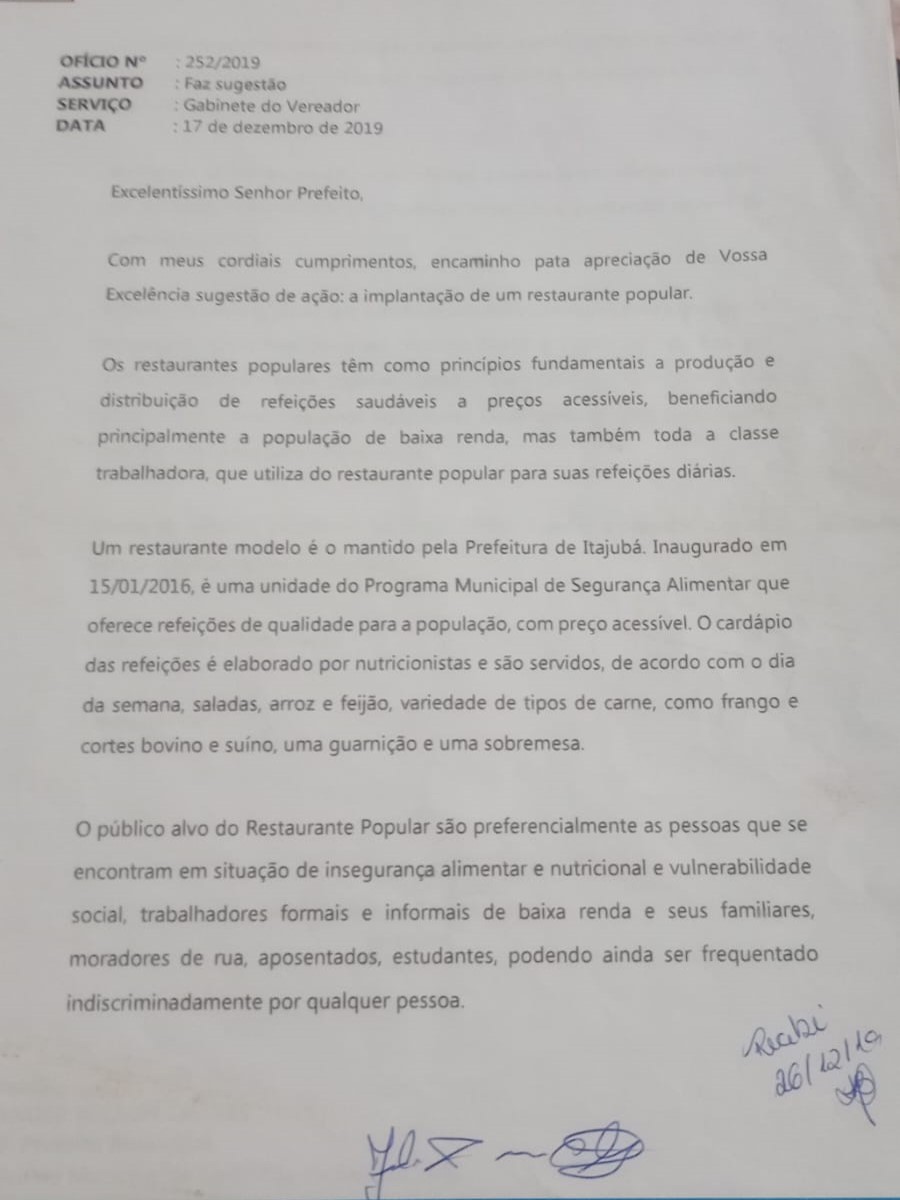 OFÍCIO Nº : 252/2019
ASSUNTO : Faz sugestão
SERVIÇO : Gabinete do Vereador
DATA : 17 de dezembro de 2019
Excelentíssimo Senhor Prefeito,
Com meus cordiais cumprimentos, encaminho pata apreciação de Vossa
Excelência sugestão de ação: a implantação de um restaurante popular.
Os restaurantes populares têm como princípios fundamentais a produção e
distribuição de refeições saudáveis a preços acessíveis, beneficiando
principalmente a população de baixa renda, mas também toda a classe
trabalhadora, que utiliza do restaurante popular para suas refeições diárias.
Um restaurante modelo é o mantido pela Prefeitura de Itajubá. Inaugurado em
15/01/2016, é uma unidade do Programa Municipal de Segurança Alimentar que
oferece refeições de qualidade para a população, com preço acessível. O cardápio
das refeições é elaborado por nutricionistas e são servidos, de acordo com o dia
da semana, saladas, arroz e feijão, variedade de tipos de carne, como frango e
cortes bovino e suíno, uma guarnição e uma sobremesa.
O público alvo do Restaurante Popular são preferencialmente as pessoas que se
encontram em situação de insegurança alimentar e nutricional e vulnerabilidade
social, trabalhadores formais e informais de baixa renda e seus familiares,
moradores de rua, aposentados, estudantes, podendo ainda ser frequentado
indiscriminadamente por qualquer pessoa.
Recebi
26/12/19